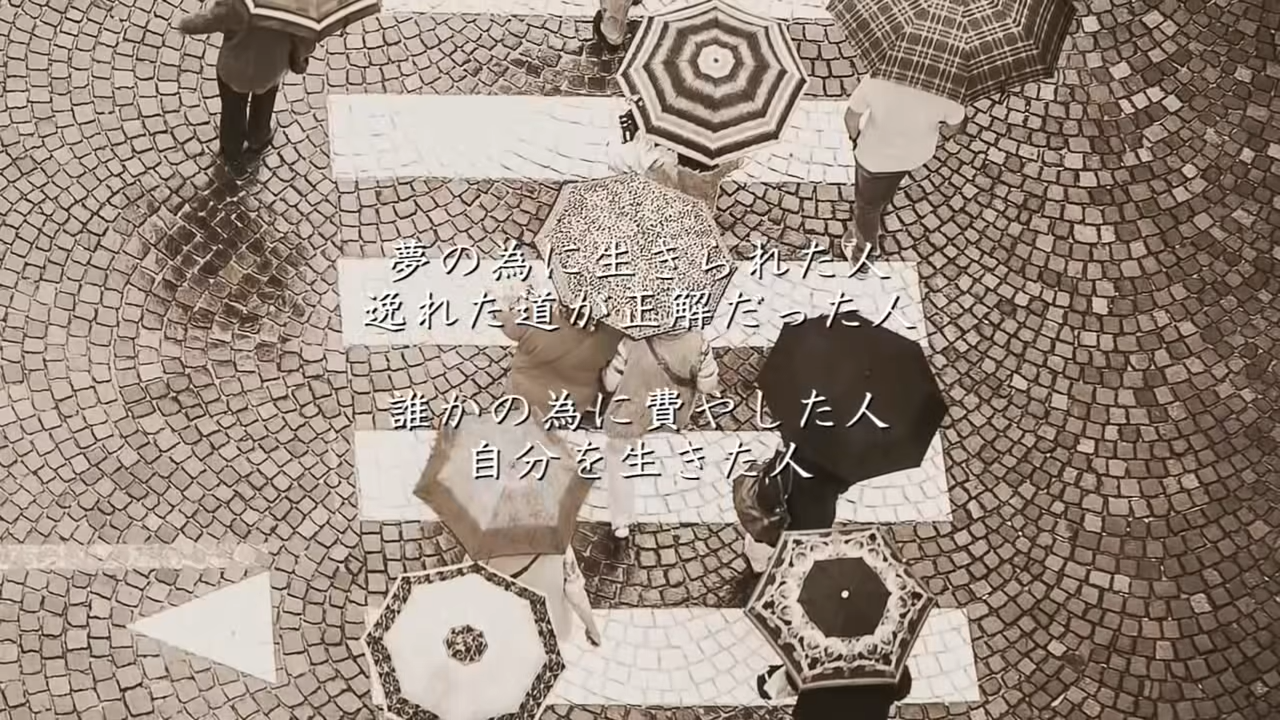 夢の為に生きられた人
逸れた道が正解だった人
誰かの為に費やした人
自分を生きた人